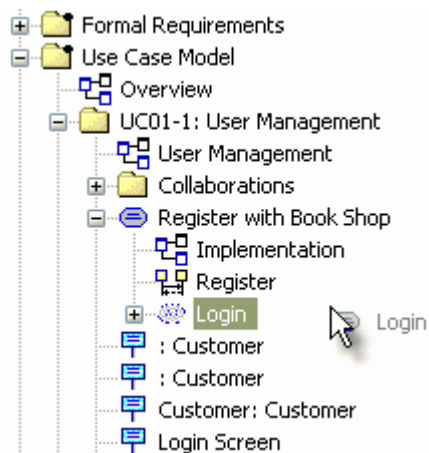 Formal Requirements
Use Case Model
Overview
UC01-1: User Management
User Management
Collaborations
Register with Book Shop
Implementation
Register
Login Login
: Customer
: Customer
Customer: Customer
Login Screen